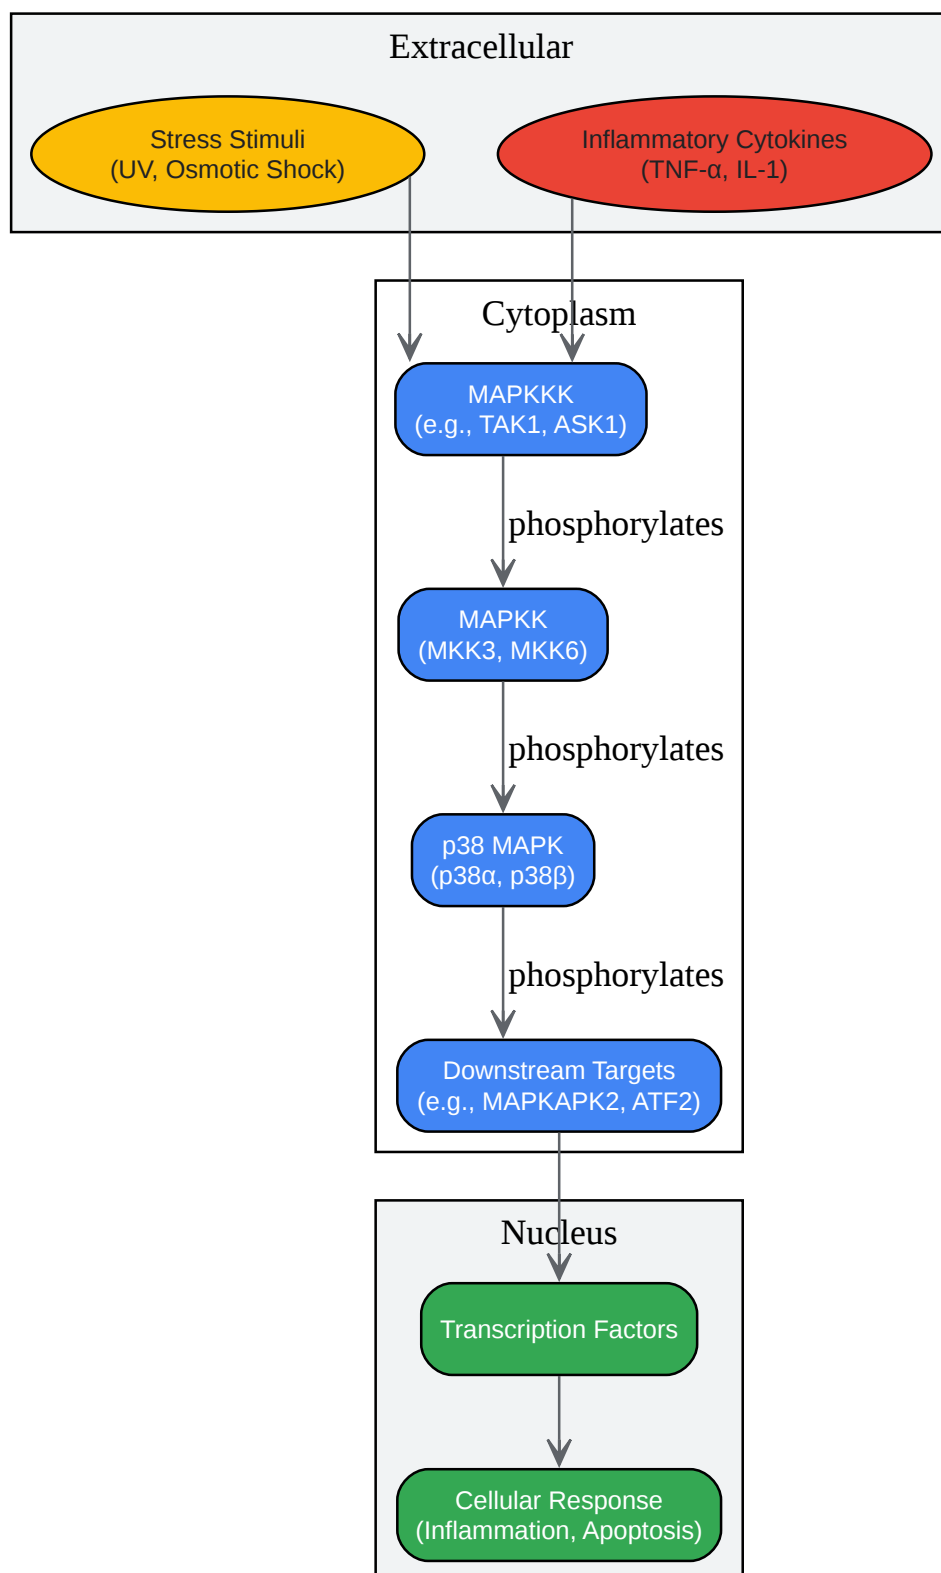 Extracellular
Stress Stimuli
(UV, Osmotic Shock)
Inflammatory Cytokines
(TNF-α, IL-1)
Cytoplasm
MAPKKK
(e.g., TAK1, ASK1)
phosphorylates
MAPKK
(MKK3, MKK6)
phosphorylates
p38 MAPK
(p38α, p38β)
phosphorylates
Downstream Targets
(e.g., MAPKAPK2, ATF2)
Nucleus
Transcription Factors
Cellular Response
(Inflammation, Apoptosis)